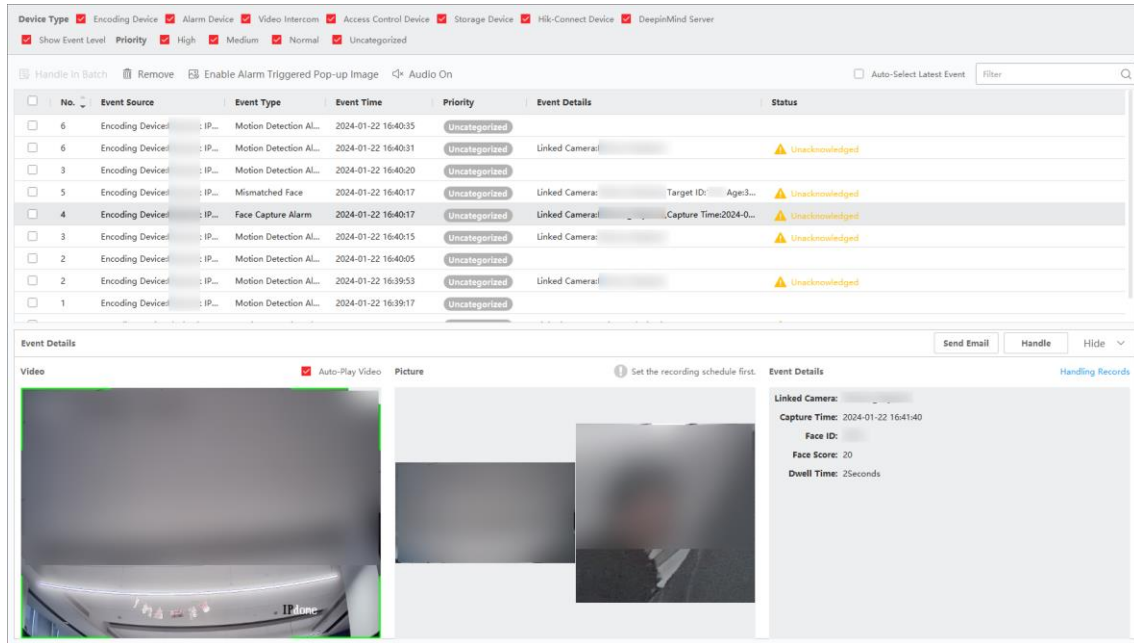 Device Type Encoding Device Alarm Device Video Intercom Access Control Device Storage Device Hik-Connect Device DeepinMind Server
Show Event Level Priority High Medium Normal Uncategorized
Handle In Batch Remove Enable Alarm Triggered Pop-up Image Audio On Auto-Select Latest Event Filter
No. Event Source Event Type Event Time Priority Event Details Status
6 Encoding Device: : IP... Motion Detection Al... 2024-01-22 16:40:35 Uncategorized
6 Encoding Device: : IP... Motion Detection Al... 2024-01-22 16:40:31 Uncategorized Linked Camera: Unacknowledged
3 Encoding Device: : IP... Motion Detection Al... 2024-01-22 16:40:20 Uncategorized
5 Encoding Device: : IP... Mismatched Face 2024-01-22 16:40:17 Uncategorized Linked Camera: Target ID: Age:3... Unacknowledged
4 Encoding Device: : IP... Face Capture Alarm 2024-01-22 16:40:17 Uncategorized Linked Camera: ,Capture Time:2024-0... Unacknowledged
3 Encoding Device: : IP... Motion Detection Al... 2024-01-22 16:40:15 Uncategorized Linked Camera: Unacknowledged
2 Encoding Device: : IP... Motion Detection Al... 2024-01-22 16:40:05 Uncategorized
2 Encoding Device: : IP... Motion Detection Al... 2024-01-22 16:39:53 Uncategorized Linked Camera: Unacknowledged
1 Encoding Device: : IP... Motion Detection Al... 2024-01-22 16:39:17 Uncategorized
Event Details Send Email Handle Hide
Video Auto-Play Video Picture Set the recording schedule first. Event Details Handling Records
Linked Camera:
Capture Time: 2024-01-22 16:41:40
Face ID:
Face Score: 20
Dwell Time: 2Seconds
IPdone